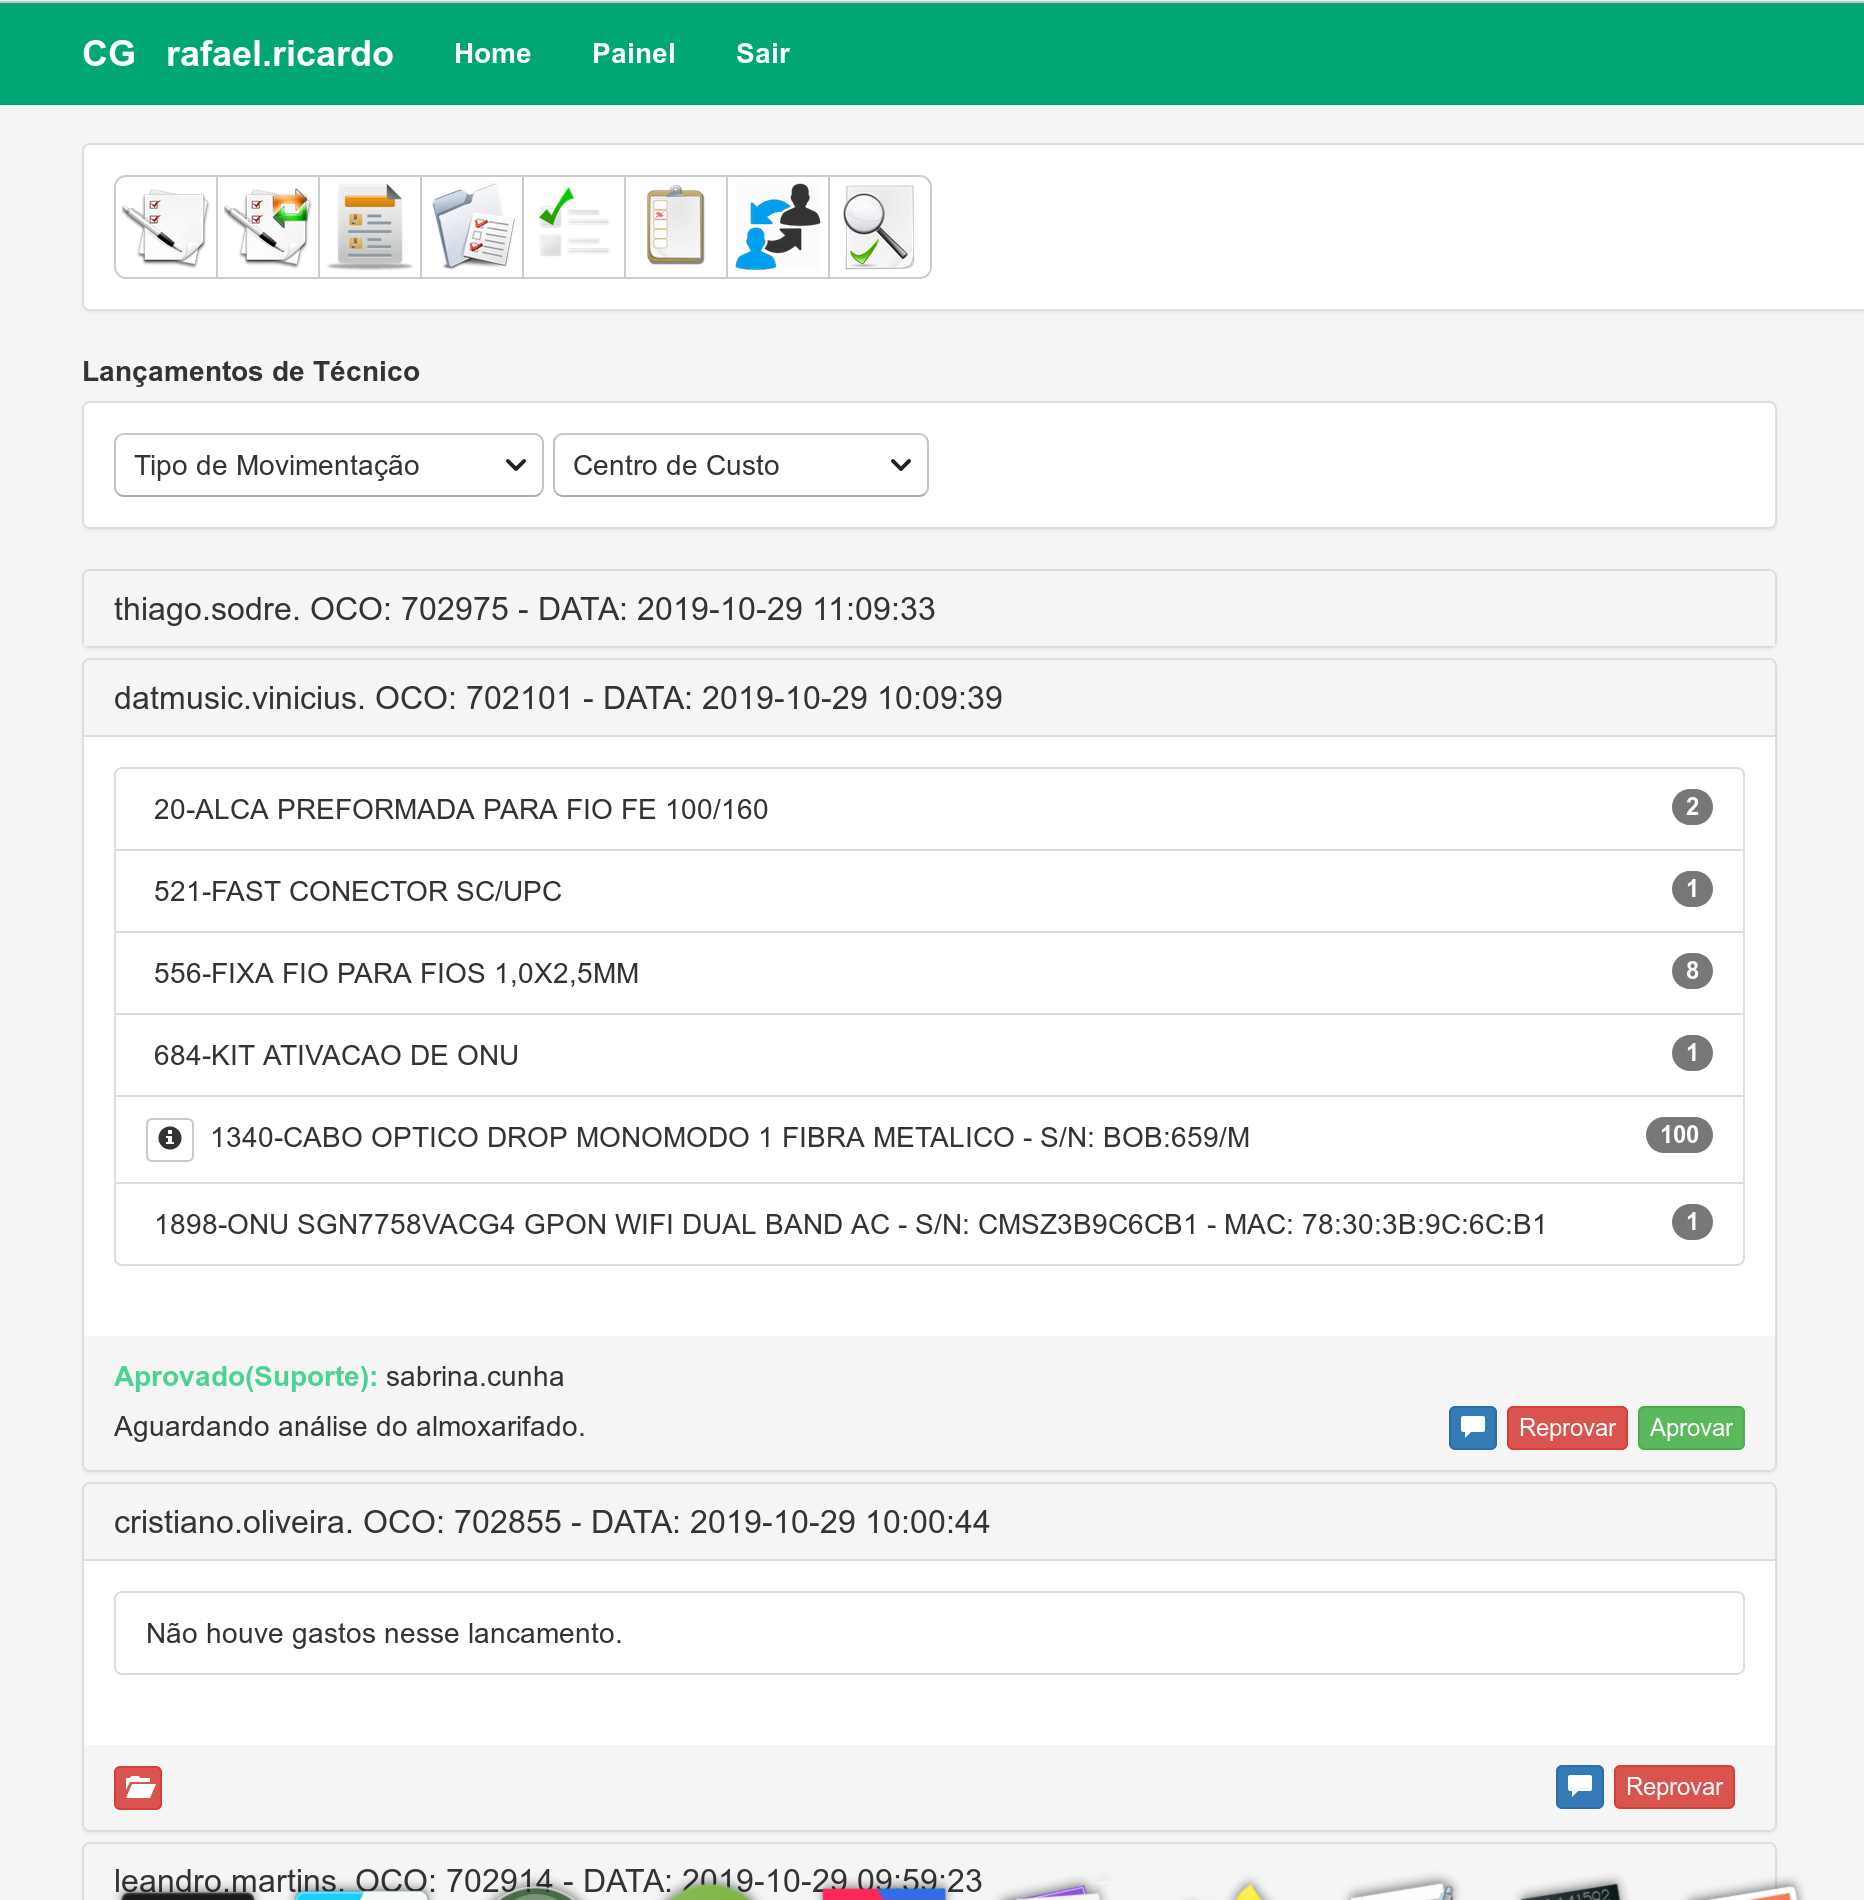 CG rafael.ricardo Home Painel Sair
Lançamentos de Técnico
Tipo de Movimentação Centro de Custo
thiago.sodre. OCO: 702975 - DATA: 2019-10-29 11:09:33
datmusic.vinicius. OCO: 702101 - DATA: 2019-10-29 10:09:39
20-ALCA PREFORMADA PARA FIO FE 100/160 2
521-FAST CONECTOR SC/UPC 1
556-FIXA FIO PARA FIOS 1,0X2,5MM 8
684-KIT ATIVACAO DE ONU 1
1340-CABO OPTICO DROP MONOMODO 1 FIBRA METALICO - S/N: BOB:659/M 100
1898-ONU SGN7758VACG4 GPON WIFI DUAL BAND AC - S/N: CMSZ3B9C6CB1 - MAC: 78:30:3B:9C:6C:B1 1
Aprovado(Suporte): sabrina.cunha
Aguardando análise do almoxarifado. Reprovar Aprovar
cristiano.oliveira. OCO: 702855 - DATA: 2019-10-29 10:00:44
Não houve gastos nesse lancamento.
Reprovar
leandro.martins. OCO: 702914 - DATA: 2019-10-29 09:59:23